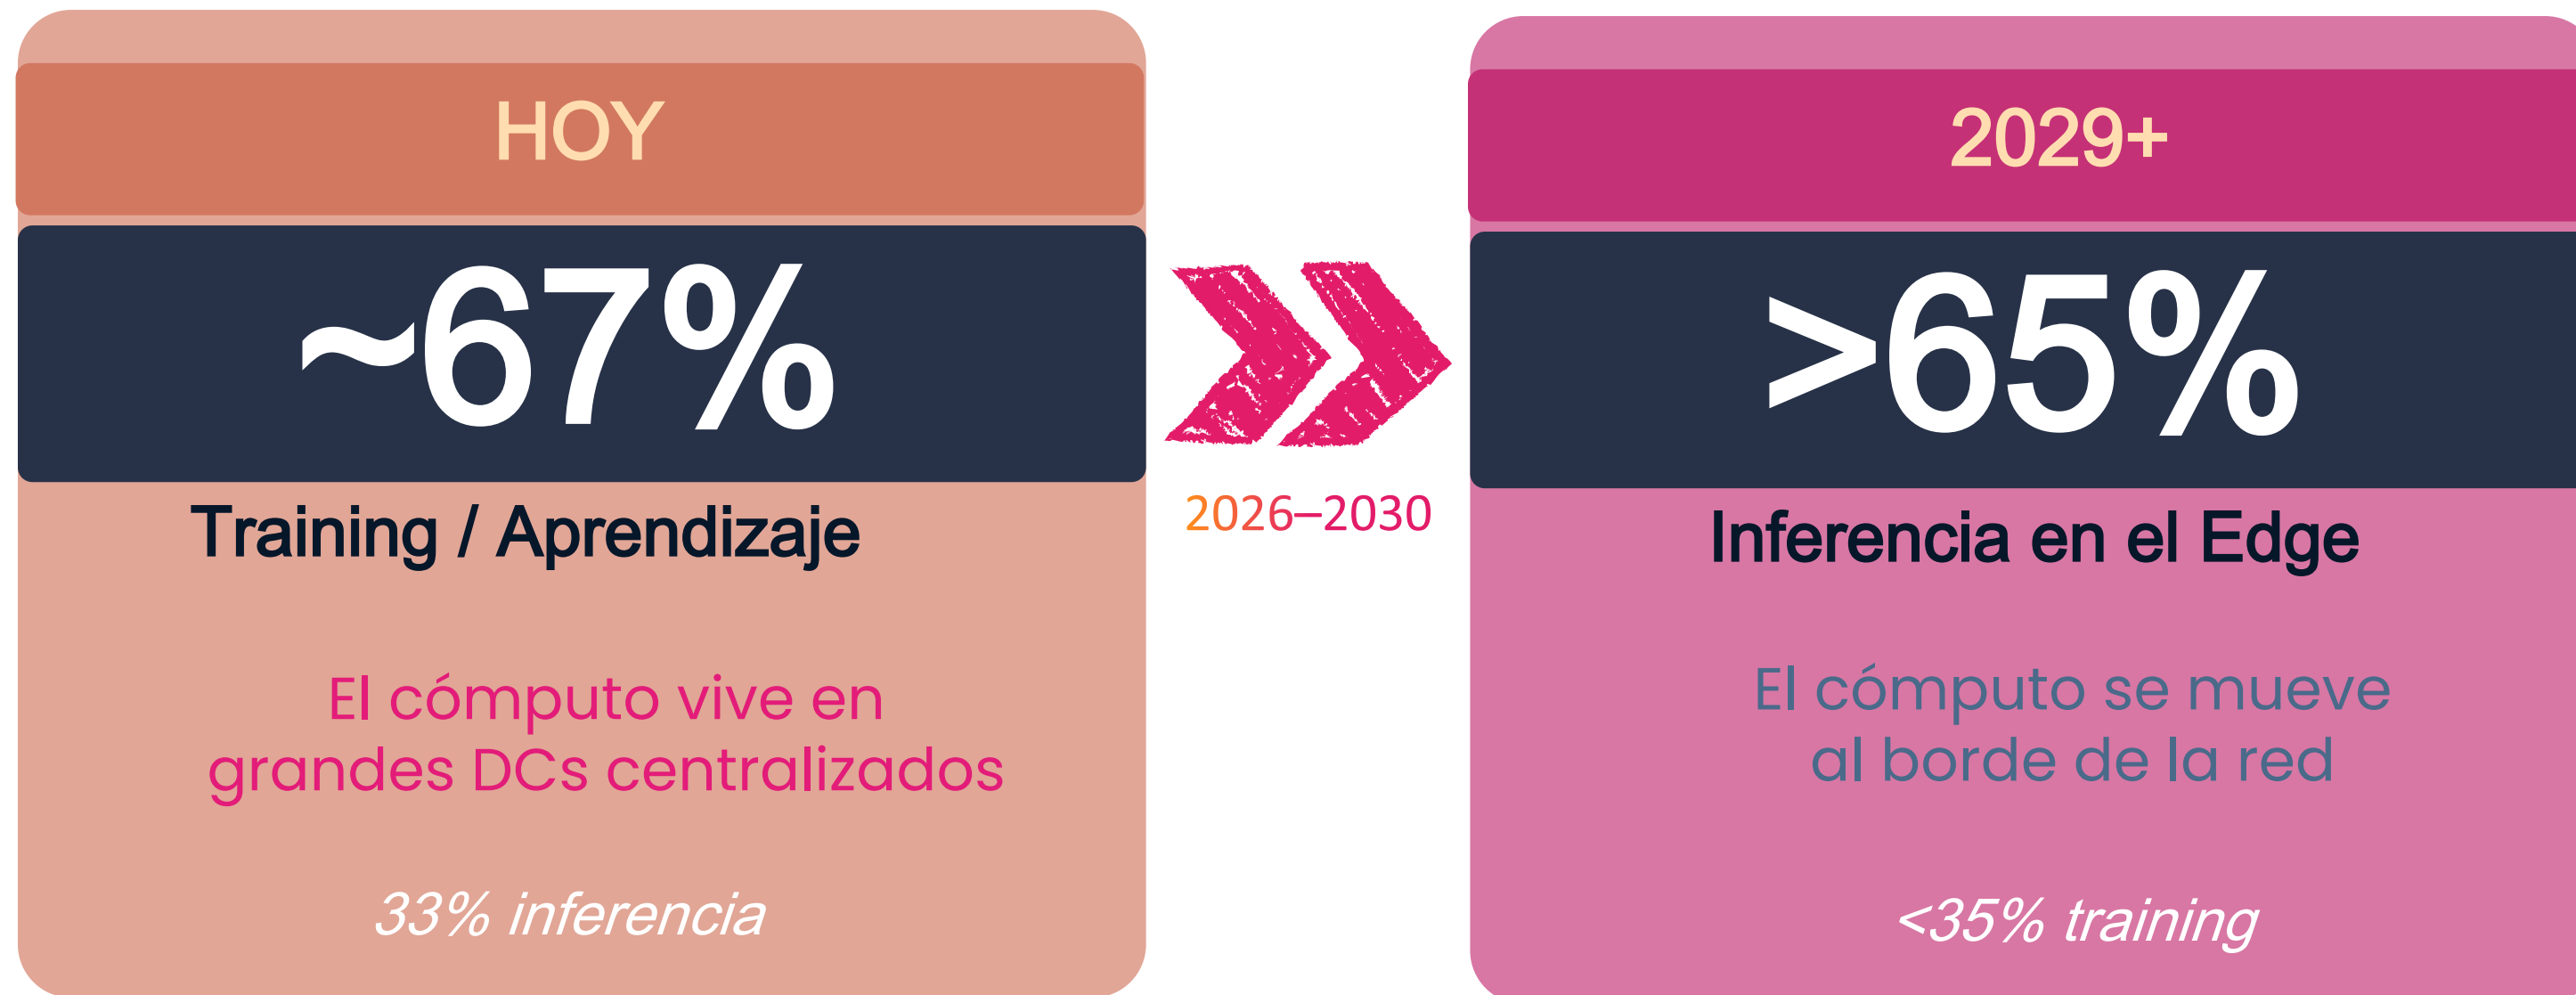 HOY
~67%
Training / Aprendizaje
El cómputo vive en
grandes DCs centralizados
33% inferencia
2026–2030
2029+
>65%
Inferencia en el Edge
El cómputo se mueve
al borde de la red
<35% training